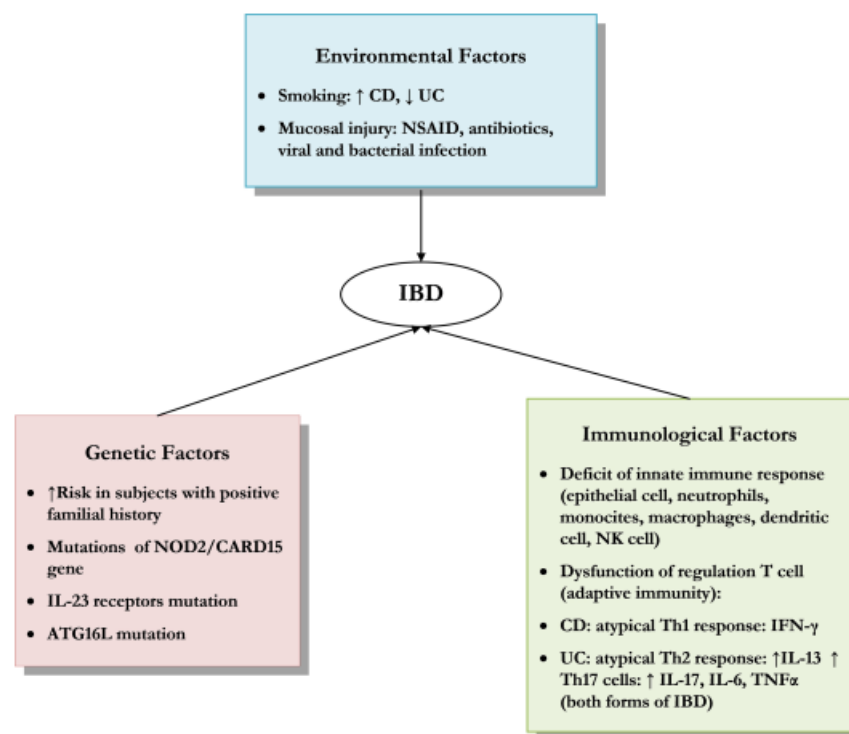 Environmental Factors
• Smoking: ↑ CD, ↓ UC
• Mucosal injury: NSAID, antibiotics,
viral and bacterial infection
IBD
Genetic Factors
• ↑Risk in subjects with positive
familial history
• Mutations of NOD2/CARD15
gene
• IL-23 receptors mutation
• ATG16L mutation
Immunological Factors
• Deficit of innate immune response
(epithelial cell, neutrophils,
monocites, macrophages, dendritic
cell, NK cell)
• Dysfunction of regulation T cell
(adaptive immunity):
• CD: atypical Th1 response: IFN-γ
• UC: atypical Th2 response: ↑IL-13 ↑
Th17 cells: ↑ IL-17, IL-6, TNFα
(both forms of IBD)